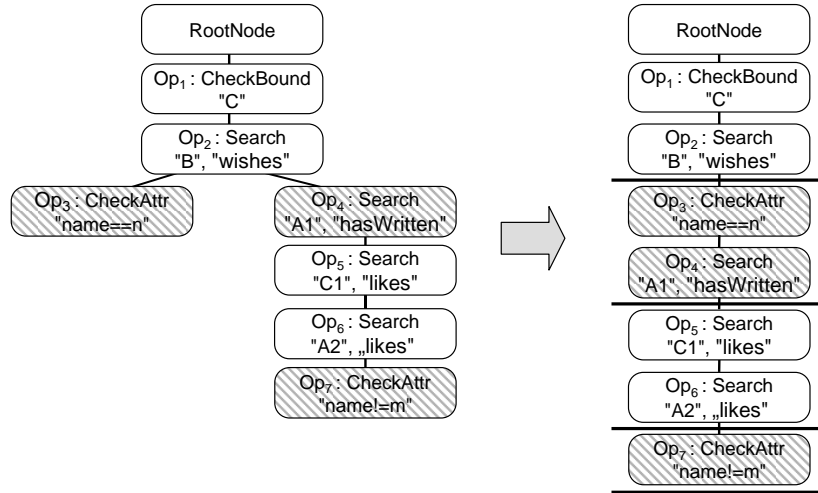 RootNode
Op₁ : CheckBound
"C"
Op₂ : Search
"B", "wishes"
Op₃ : CheckAttr
"name==n"
Op₄ : Search
"A1", "hasWritten"
Op₅ : Search
"C1", "likes"
Op₆ : Search
"A2", „likes"
Op₇ : CheckAttr
"name!=m"
RootNode
Op₁ : CheckBound
"C"
Op₂ : Search
"B", "wishes"
Op₃ : CheckAttr
"name==n"
Op₄ : Search
"A1", "hasWritten"
Op₅ : Search
"C1", "likes"
Op₆ : Search
"A2", „likes"
Op₇ : CheckAttr
"name!=m"